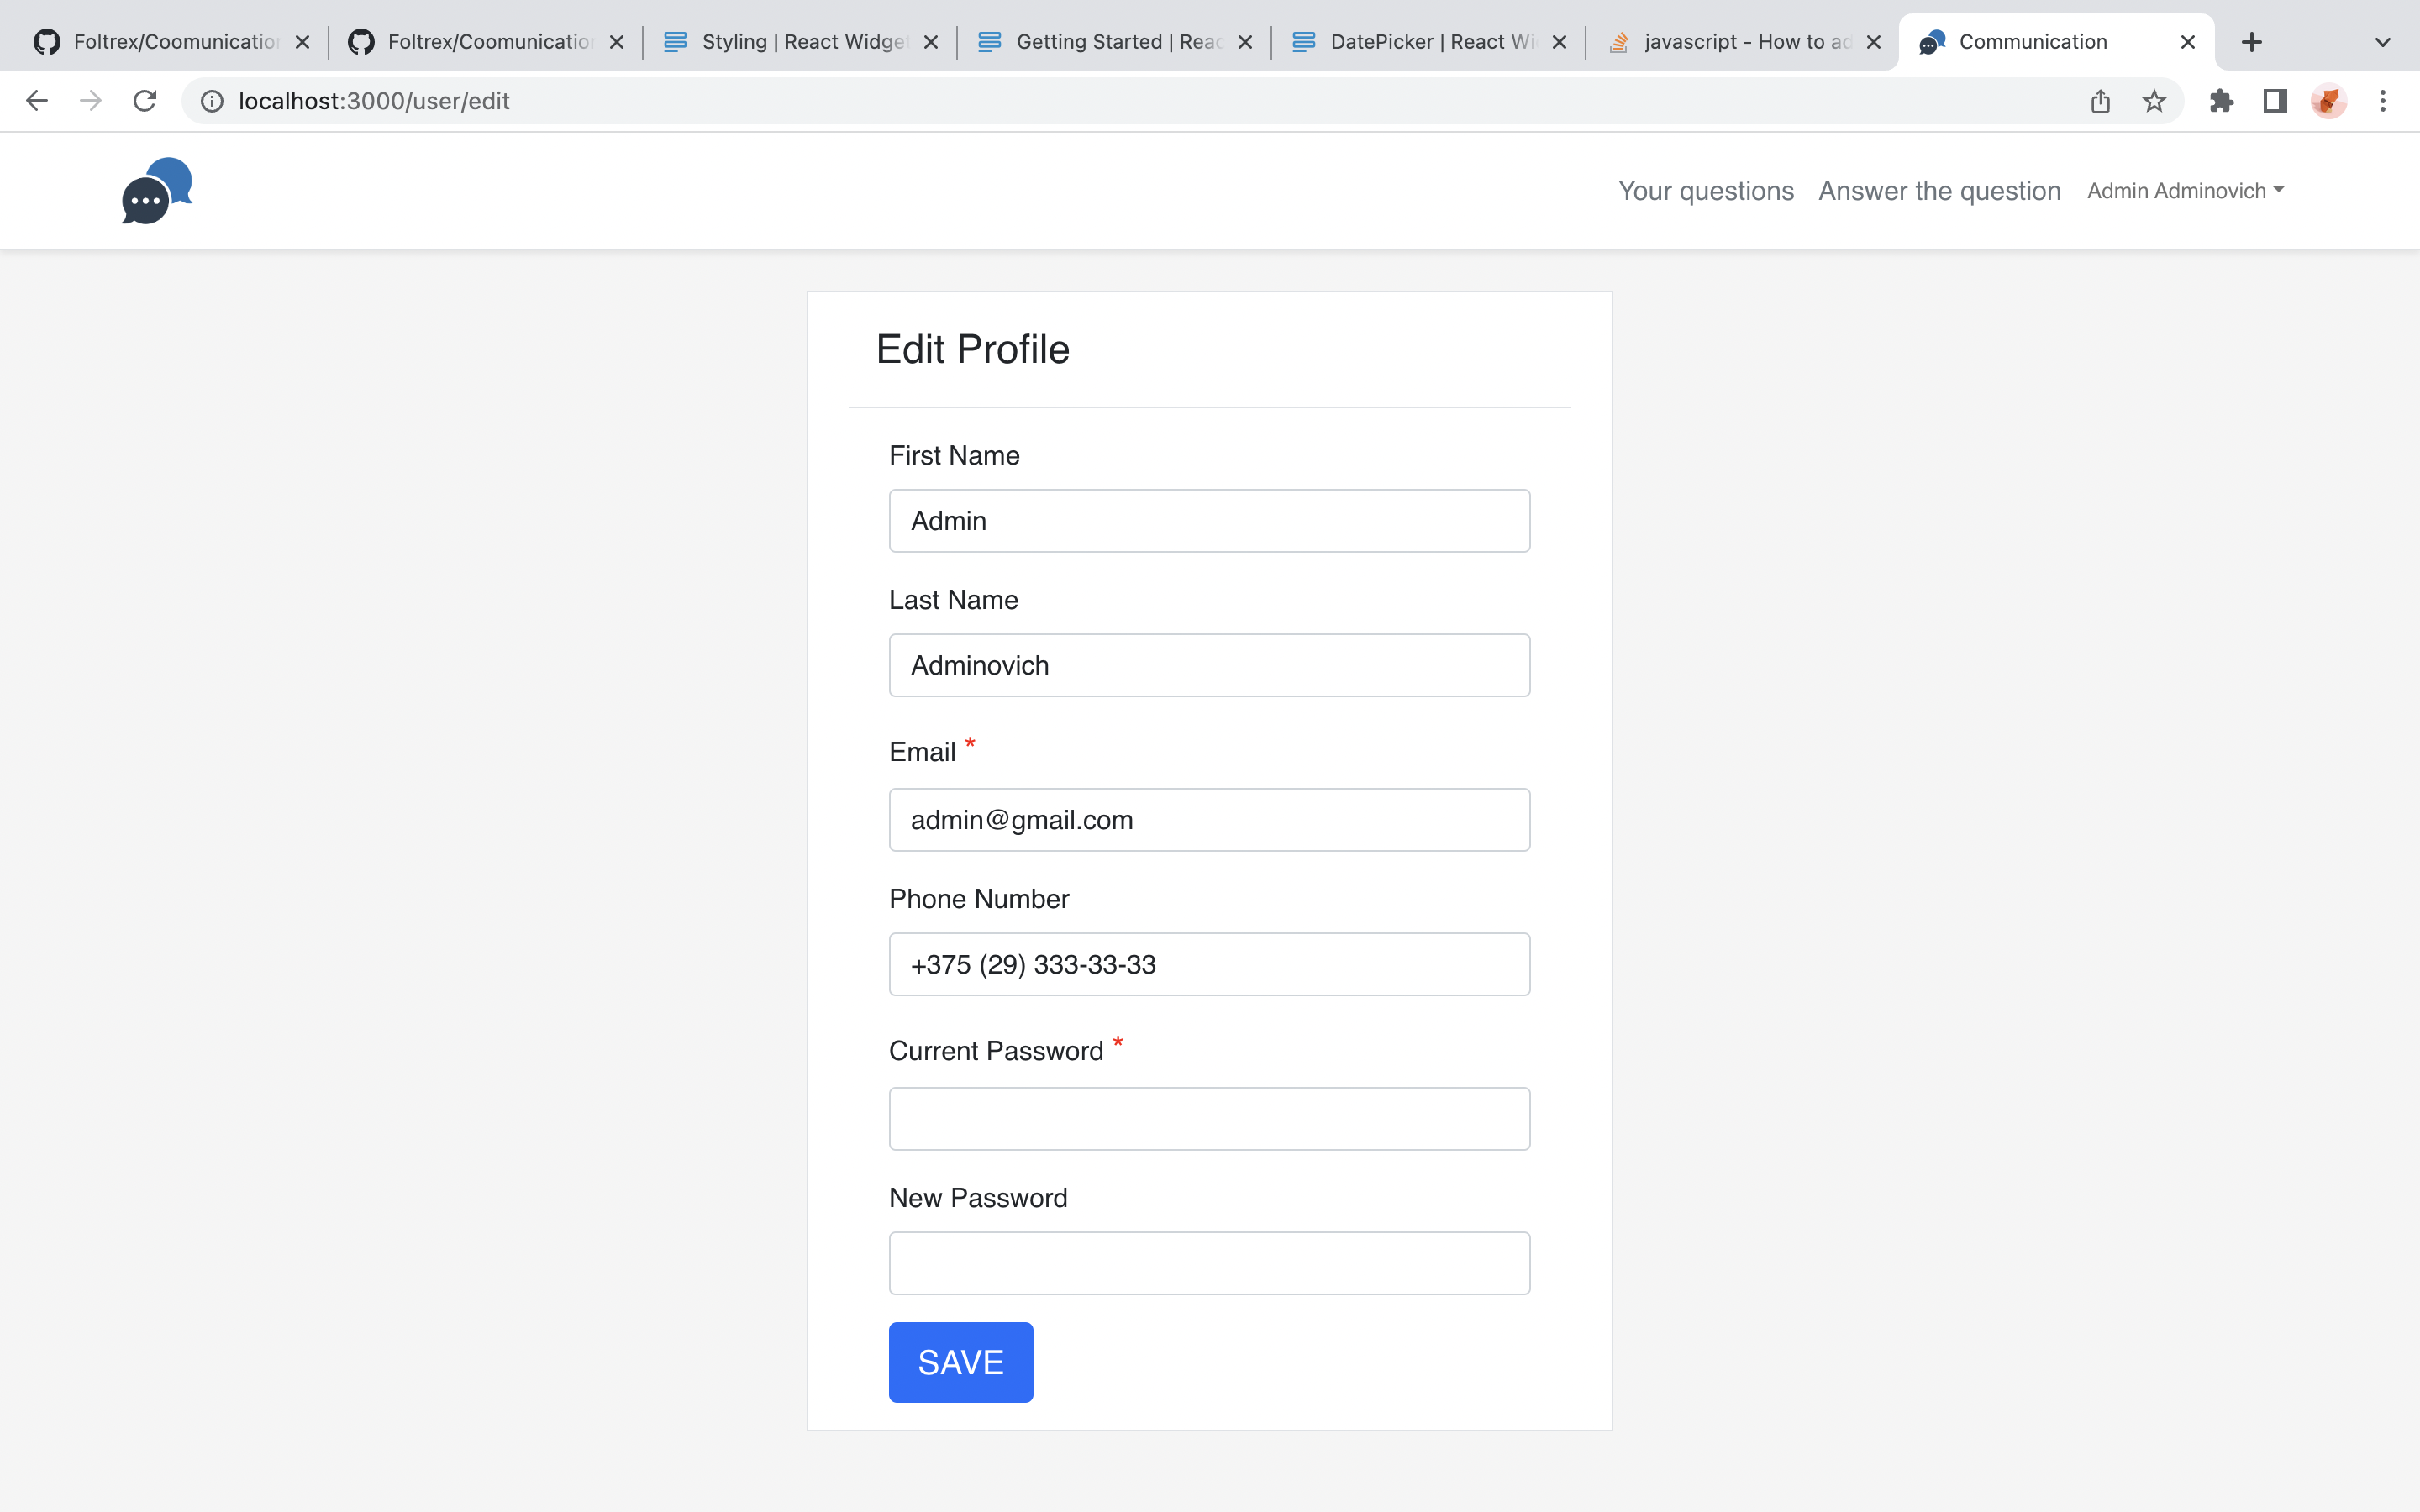 Foltrex/Coomunication
Foltrex/Coomunication
Styling | React Widge
Getting Started | Reac
DatePicker | React Wi
javascript - How to ad
Communication
localhost:3000/user/edit
Your questions
Answer the question
Admin Adminovich
Edit Profile
First Name
Admin
Last Name
Adminovich
Email *
admin@gmail.com
Phone Number
+375 (29) 333-33-33
Current Password *
New Password
SAVE